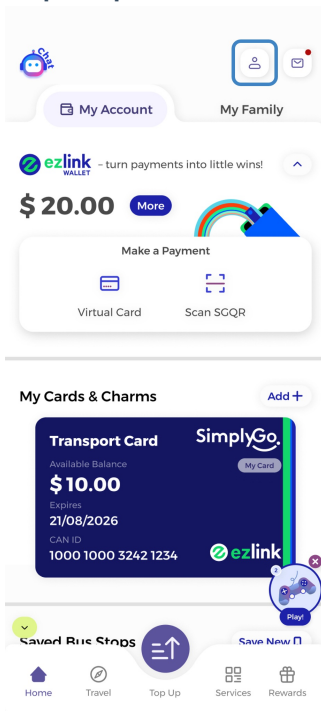 Chat
My Account
My Family
ezlink
WALLET
– turn payments into little wins!
$ 20.00
More
Make a Payment
Virtual Card
Scan SGQR
My Cards & Charms
Add +
Transport Card
SimplyGo.
Available Balance
My Card
$ 10.00
Expires
21/08/2026
CAN ID
1000 1000 3242 1234
ezlink
2
Play!
Saved Bus Stops
Save New
Home
Travel
Top Up
Services
Rewards